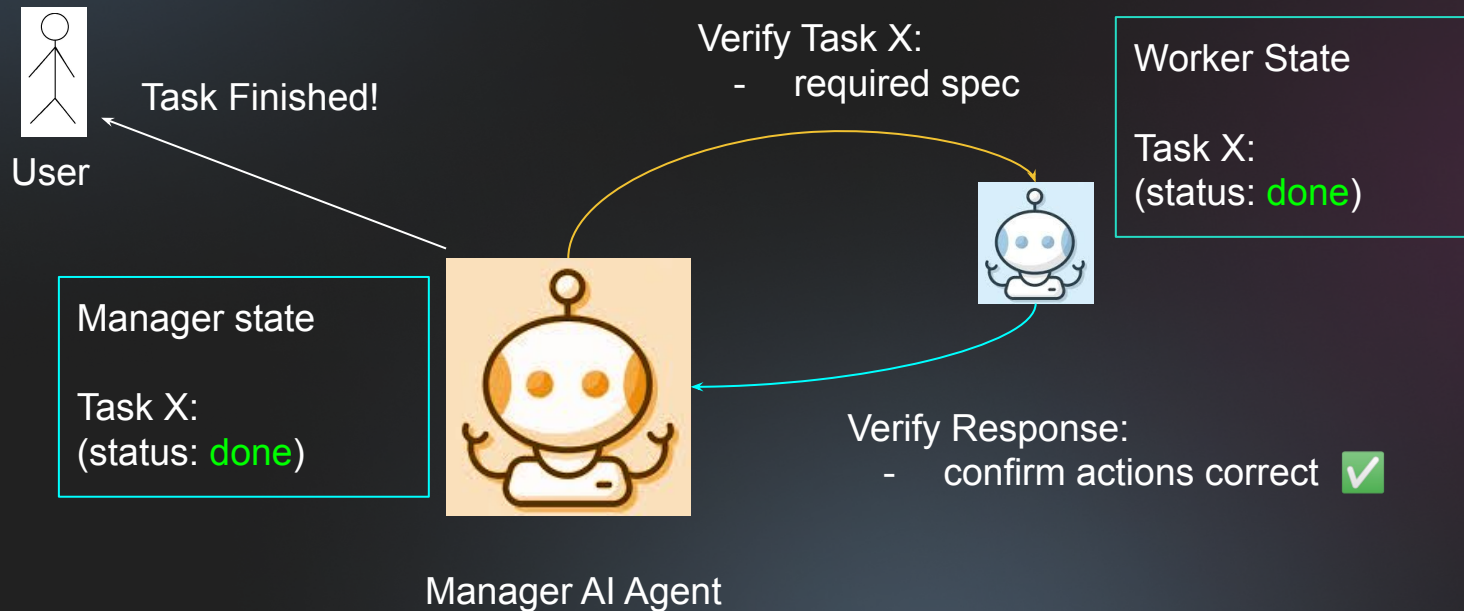 Task Finished!
User
Verify Task X:
- required spec
Worker State
Task X:
(status: done)
Manager state
Task X:
(status: done)
Verify Response:
- confirm actions correct ✅
Manager AI Agent